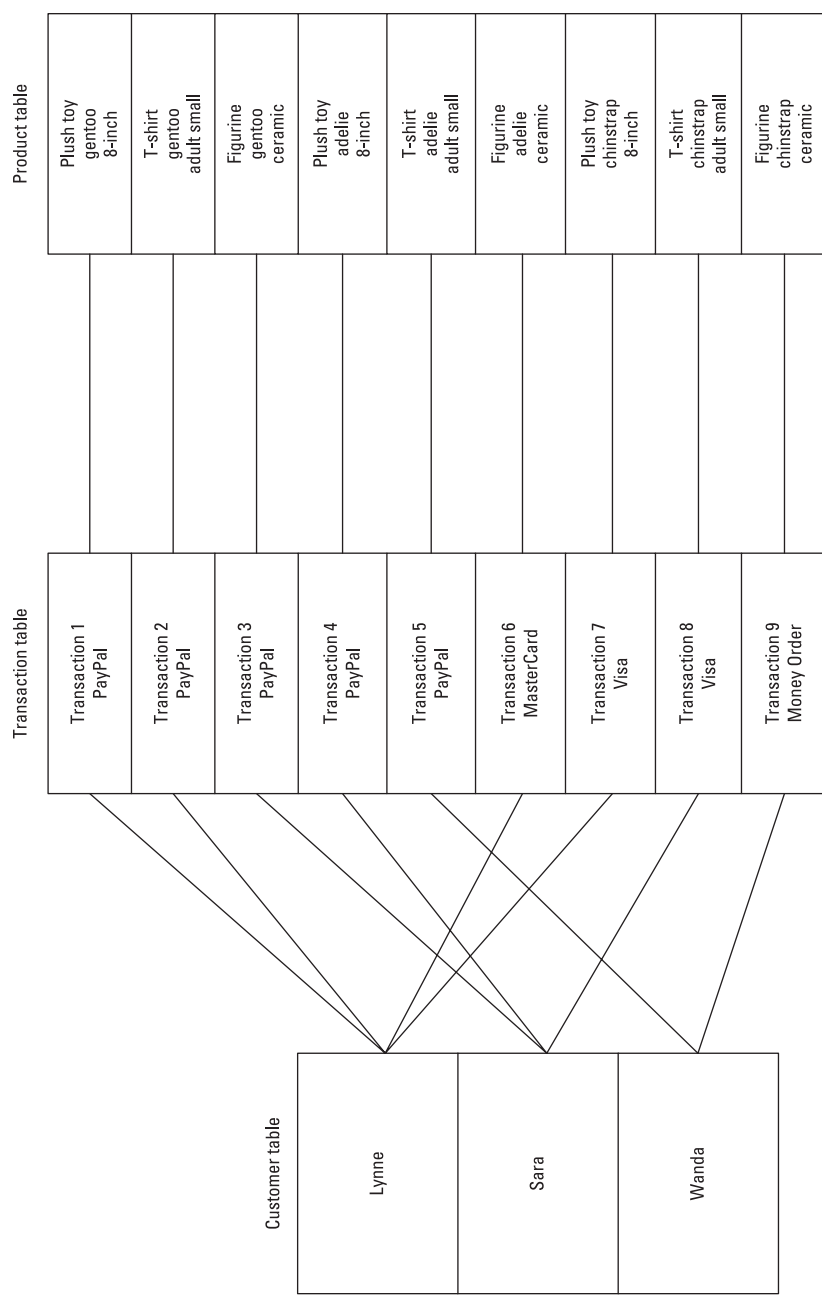 Customer table
Lynne
Sara
Wanda
Transaction table
Transaction 1
PayPal
Transaction 2
PayPal
Transaction 3
PayPal
Transaction 4
PayPal
Transaction 5
PayPal
Transaction 6
MasterCard
Transaction 7
Visa
Transaction 8
Visa
Transaction 9
Money Order
Product table
Plush toy
gentoo
8-inch
T-shirt
gentoo
adult small
Figurine
gentoo
ceramic
Plush toy
adelie
8-inch
T-shirt
adelie
adult small
Figurine
adelie
ceramic
Plush toy
chinstrap
8-inch
T-shirt
chinstrap
adult small
Figurine
chinstrap
ceramic